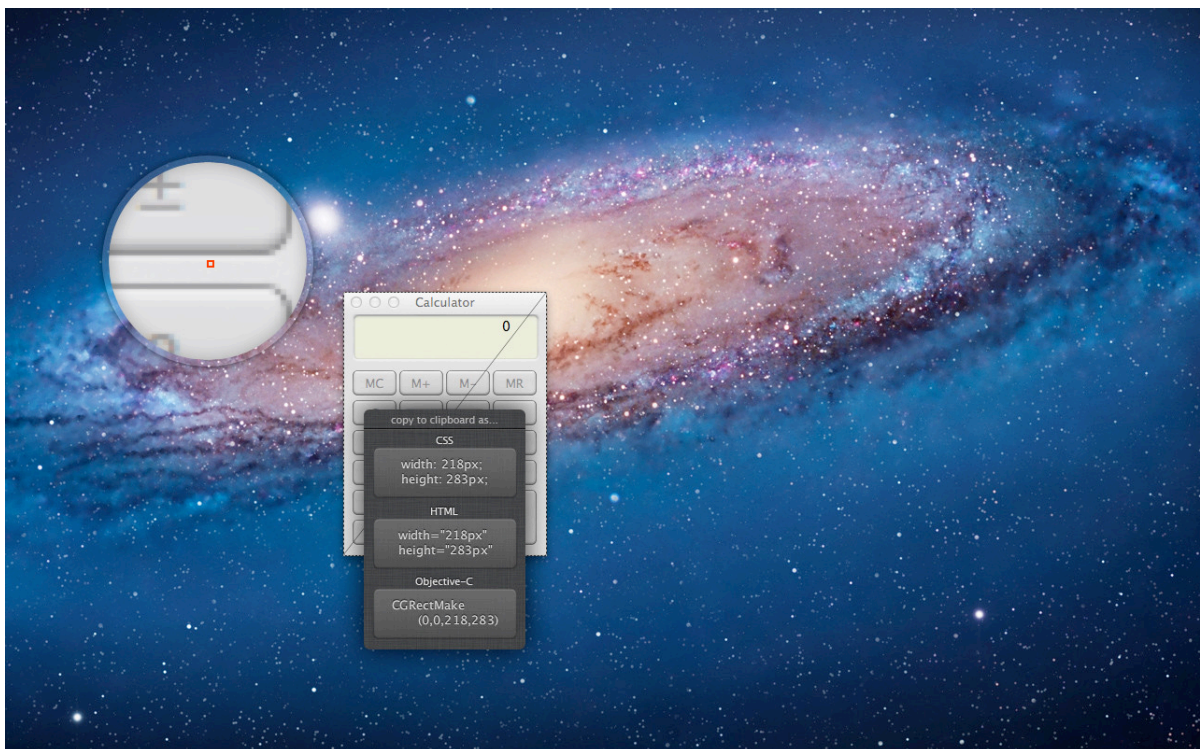 Calculator
0
MC M+ M- MR
copy to clipboard as...
CSS
width: 218px;
height: 283px;
HTML
width="218px"
height="283px"
Objective-C
CGRectMake
(0,0,218,283)